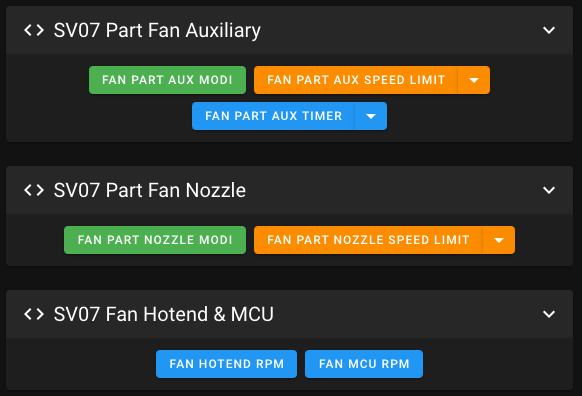 SV07 Part Fan Auxiliary
FAN PART AUX MODI FAN PART AUX SPEED LIMIT
FAN PART AUX TIMER
SV07 Part Fan Nozzle
FAN PART NOZZLE MODI FAN PART NOZZLE SPEED LIMIT
SV07 Fan Hotend & MCU
FAN HOTEND RPM FAN MCU RPM